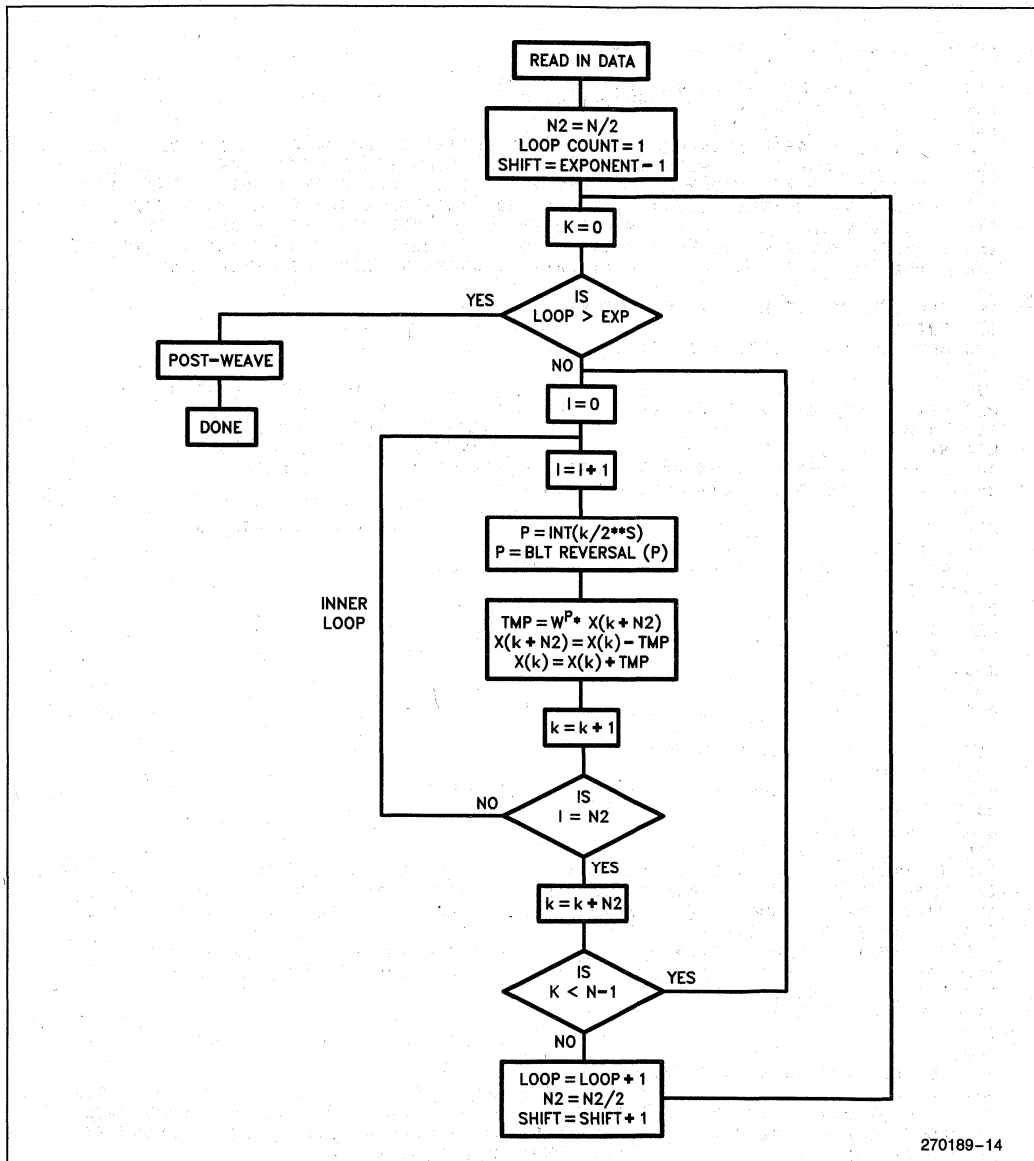 READ IN DATA
N2 = N/2
LOOP COUNT = 1
SHIFT = EXPONENT – 1
K = 0
IS
LOOP > EXP
YES
NO
POST-WEAVE
DONE
I = 0
I = I + 1
P = INT(k/2**S)
P = BLT REVERSAL (P)
INNER
LOOP
TMP = W^P* X(k + N2)
X(k + N2) = X(k) – TMP
X(k) = X(k) + TMP
k = k + 1
IS
I = N2
NO
YES
k = k + N2
IS
K < N–1
YES
NO
LOOP = LOOP + 1
N2 = N2/2
SHIFT = SHIFT + 1
270189–14